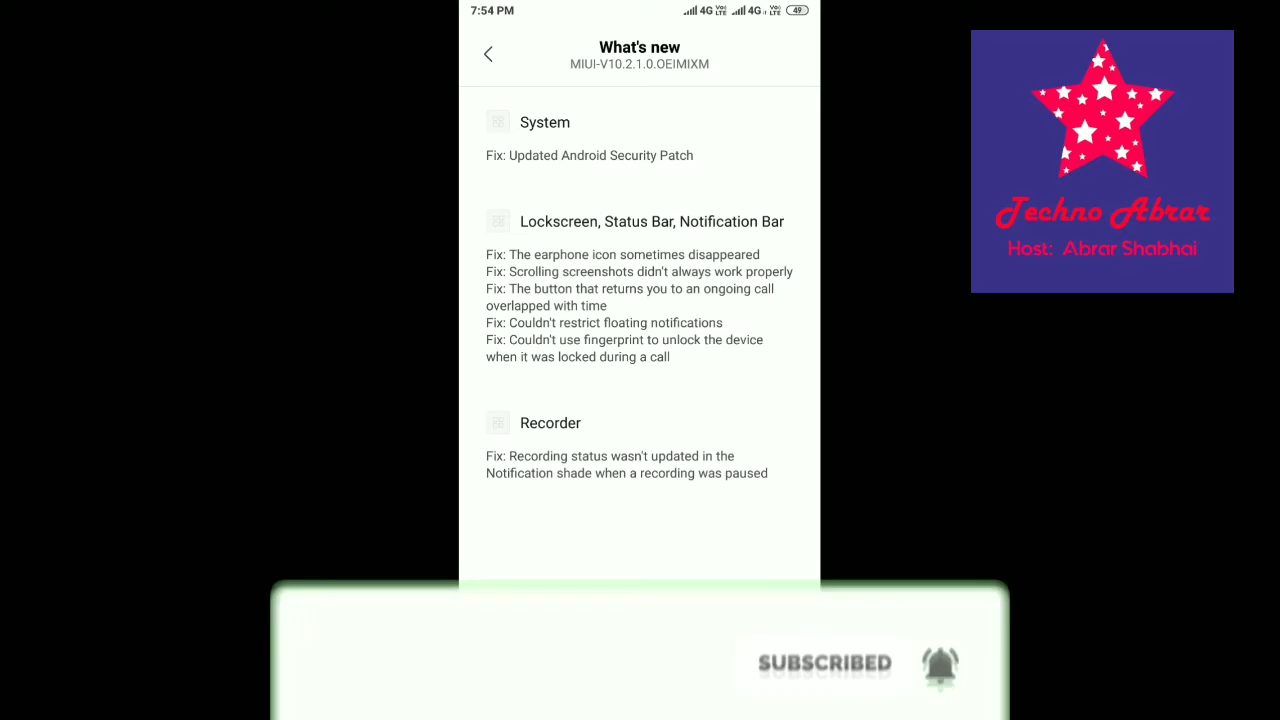 7:54 PM 4G VoLTE 4G VoLTE 49
What's new
MIUI-V10.2.1.0.OEIMIXM
System
Fix: Updated Android Security Patch
Lockscreen, Status Bar, Notification Bar
Fix: The earphone icon sometimes disappeared
Fix: Scrolling screenshots didn't always work properly
Fix: The button that returns you to an ongoing call
overlapped with time
Fix: Couldn't restrict floating notifications
Fix: Couldn't use fingerprint to unlock the device
when it was locked during a call
Recorder
Fix: Recording status wasn't updated in the
Notification shade when a recording was paused
Techno Abrar
Host: Abrar Shabhai
SUBSCRIBED